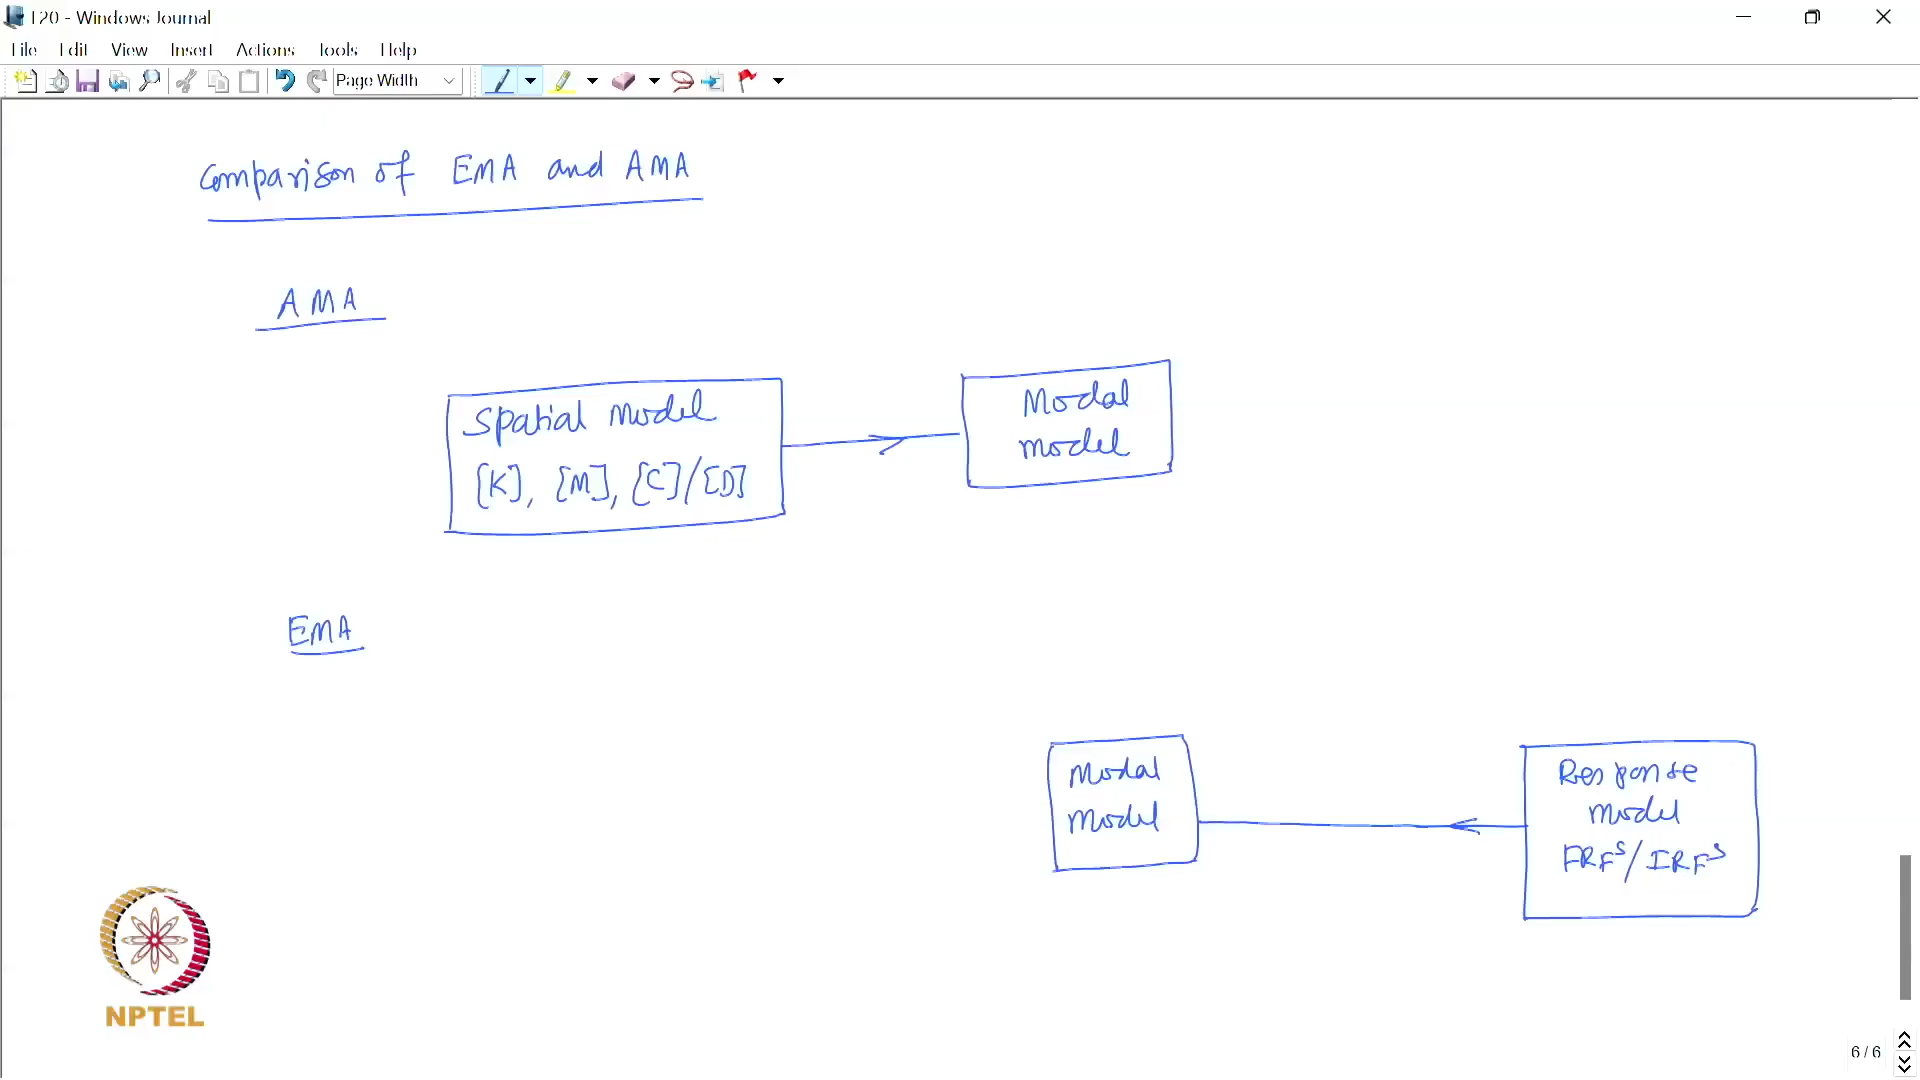 T20 - Windows Journal
File Edit View Insert Actions Tools Help
Page Width
Comparison of EMA and AMA
AMA
Spatial model
[K], [M], [C]/[D]
Modal
model
EMA
Modal
model
Response
model
FRFs/IRFs
NPTEL
6 / 6